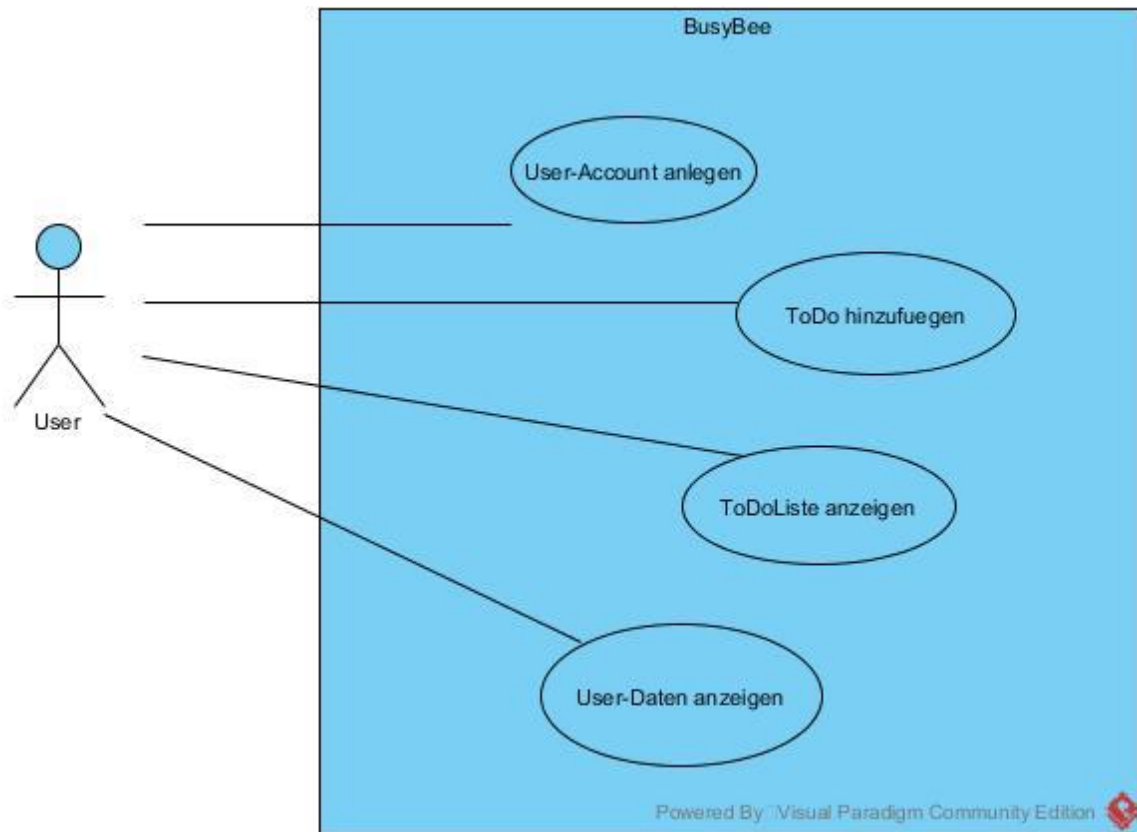 BusyBee
User-Account anlegen
ToDo hinzufuegen
User
ToDoListe anzeigen
User-Daten anzeigen
Powered By Visual Paradigm Community Edition